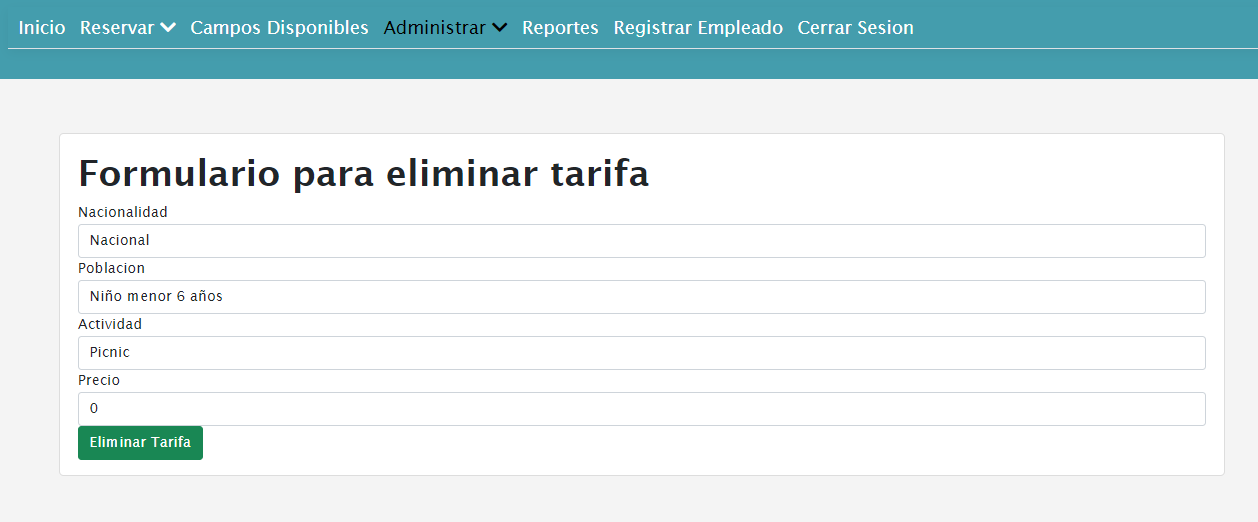 Inicio Reservar Campos Disponibles Administrar Reportes Registrar Empleado Cerrar Sesion
Formulario para eliminar tarifa
Nacionalidad
Nacional
Poblacion
Niño menor 6 años
Actividad
Picnic
Precio
0
Eliminar Tarifa